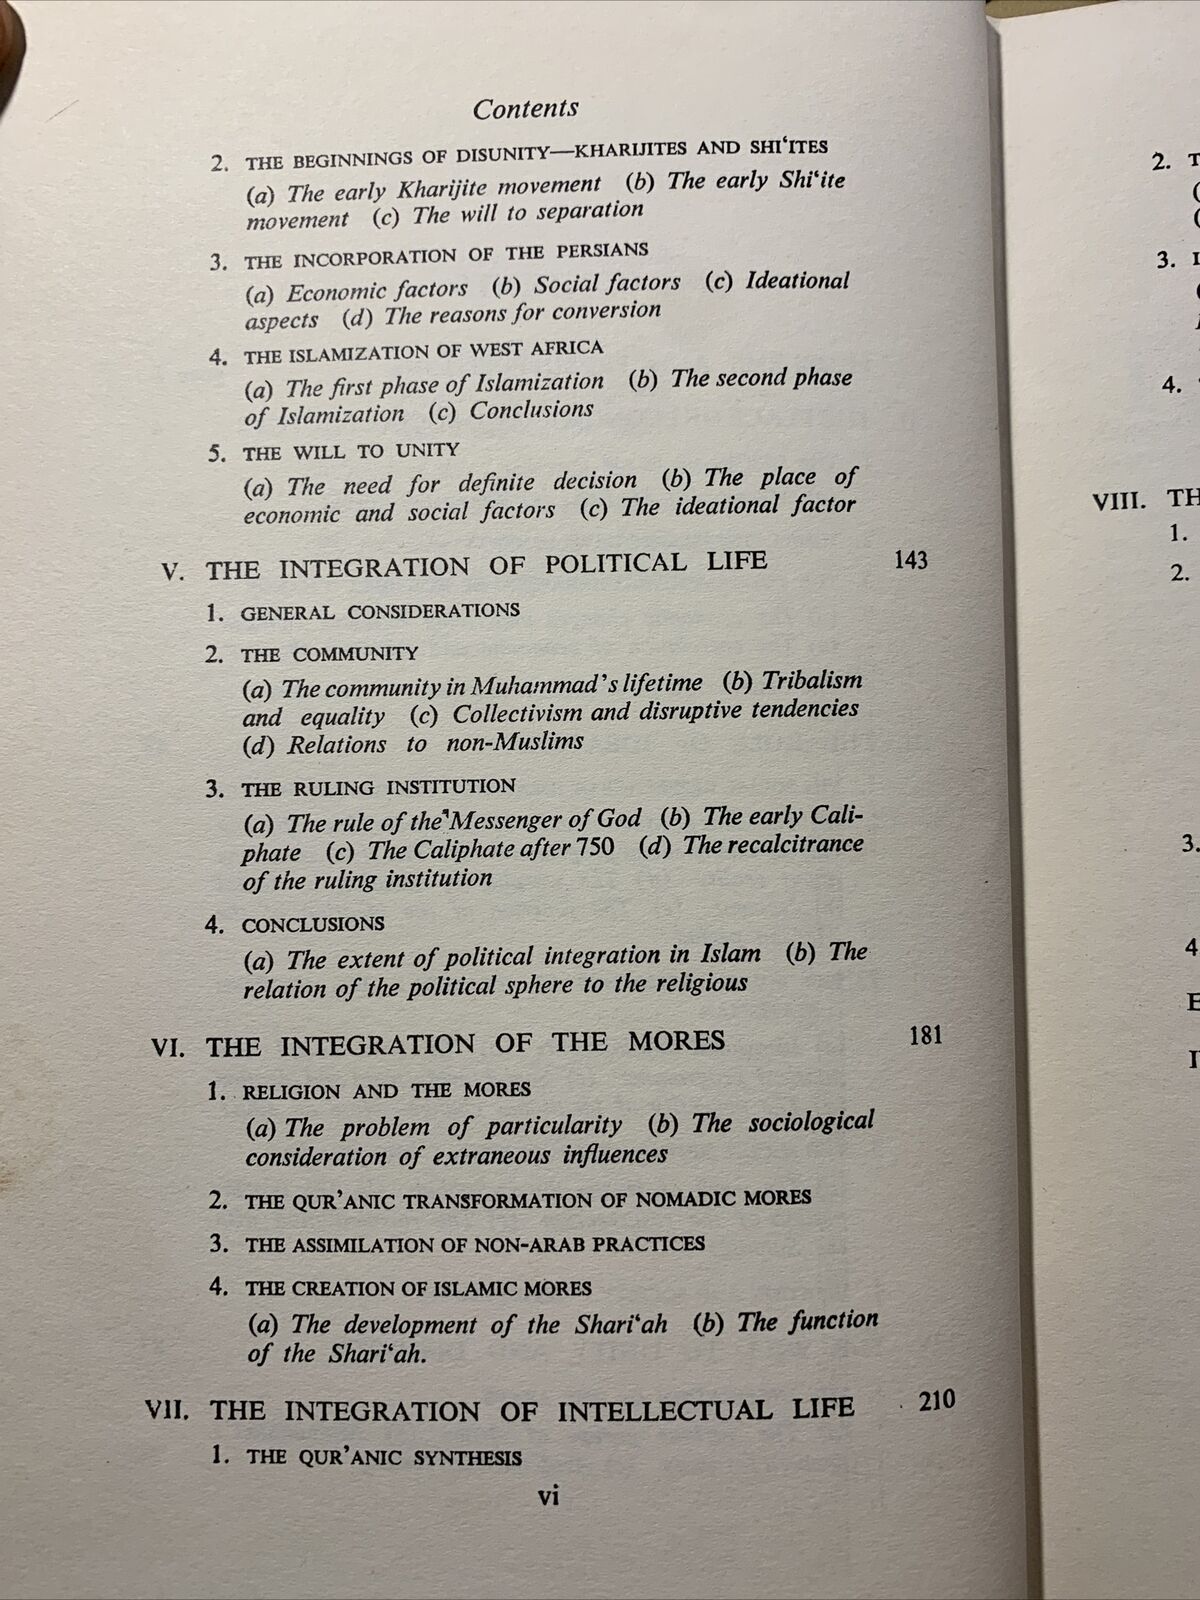 Contents
2. THE BEGINNINGS OF DISUNITY—KHARIJITES AND SHI‘ITES
(a) The early Kharijite movement (b) The early Shi‘ite
movement (c) The will to separation
3. THE INCORPORATION OF THE PERSIANS
(a) Economic factors (b) Social factors (c) Ideational
aspects (d) The reasons for conversion
4. THE ISLAMIZATION OF WEST AFRICA
(a) The first phase of Islamization (b) The second phase
of Islamization (c) Conclusions
5. THE WILL TO UNITY
(a) The need for definite decision (b) The place of
economic and social factors (c) The ideational factor
V. THE INTEGRATION OF POLITICAL LIFE 143
1. GENERAL CONSIDERATIONS
2. THE COMMUNITY
(a) The community in Muhammad’s lifetime (b) Tribalism
and equality (c) Collectivism and disruptive tendencies
(d) Relations to non-Muslims
3. THE RULING INSTITUTION
(a) The rule of the Messenger of God (b) The early Cali-
phate (c) The Caliphate after 750 (d) The recalcitrance
of the ruling institution
4. CONCLUSIONS
(a) The extent of political integration in Islam (b) The
relation of the political sphere to the religious
VI. THE INTEGRATION OF THE MORES 181
1. RELIGION AND THE MORES
(a) The problem of particularity (b) The sociological
consideration of extraneous influences
2. THE QUR’ANIC TRANSFORMATION OF NOMADIC MORES
3. THE ASSIMILATION OF NON-ARAB PRACTICES
4. THE CREATION OF ISLAMIC MORES
(a) The development of the Shari‘ah (b) The function
of the Shari‘ah.
VII. THE INTEGRATION OF INTELLECTUAL LIFE 210
1. THE QUR’ANIC SYNTHESIS
vi
2.
3.
4.
VIII.
1.
2.
3.
4